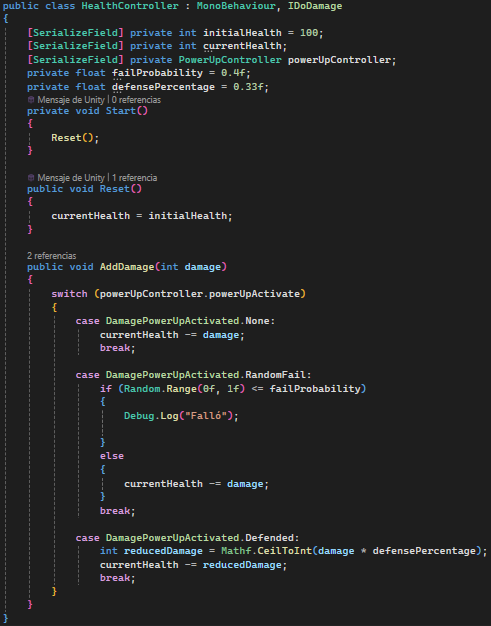 public class HealthController : MonoBehaviour, IDoDamage
{
    [SerializeField] private int initialHealth = 100;
    [SerializeField] private int currentHealth;
    [SerializeField] private PowerUpController powerUpController;
    private float failProbability = 0.4f;
    private float defensePercentage = 0.33f;
    Mensaje de Unity | 0 referencias
    private void Start()
    {
        Reset();
    }
    Mensaje de Unity | 1 referencia
    public void Reset()
    {
        currentHealth = initialHealth;
    }
    2 referencias
    public void AddDamage(int damage)
    {
        switch (powerUpController.powerUpActivate)
        {
            case DamagePowerUpActivated.None:
                currentHealth -= damage;
                break;
            case DamagePowerUpActivated.RandomFail:
                if (Random.Range(0f, 1f) <= failProbability)
                {
                    Debug.Log("Falló");
                }
                else
                {
                    currentHealth -= damage;
                }
                break;
            case DamagePowerUpActivated.Defended:
                int reducedDamage = Mathf.CeilToInt(damage * defensePercentage);
                currentHealth -= reducedDamage;
                break;
        }
    }
}